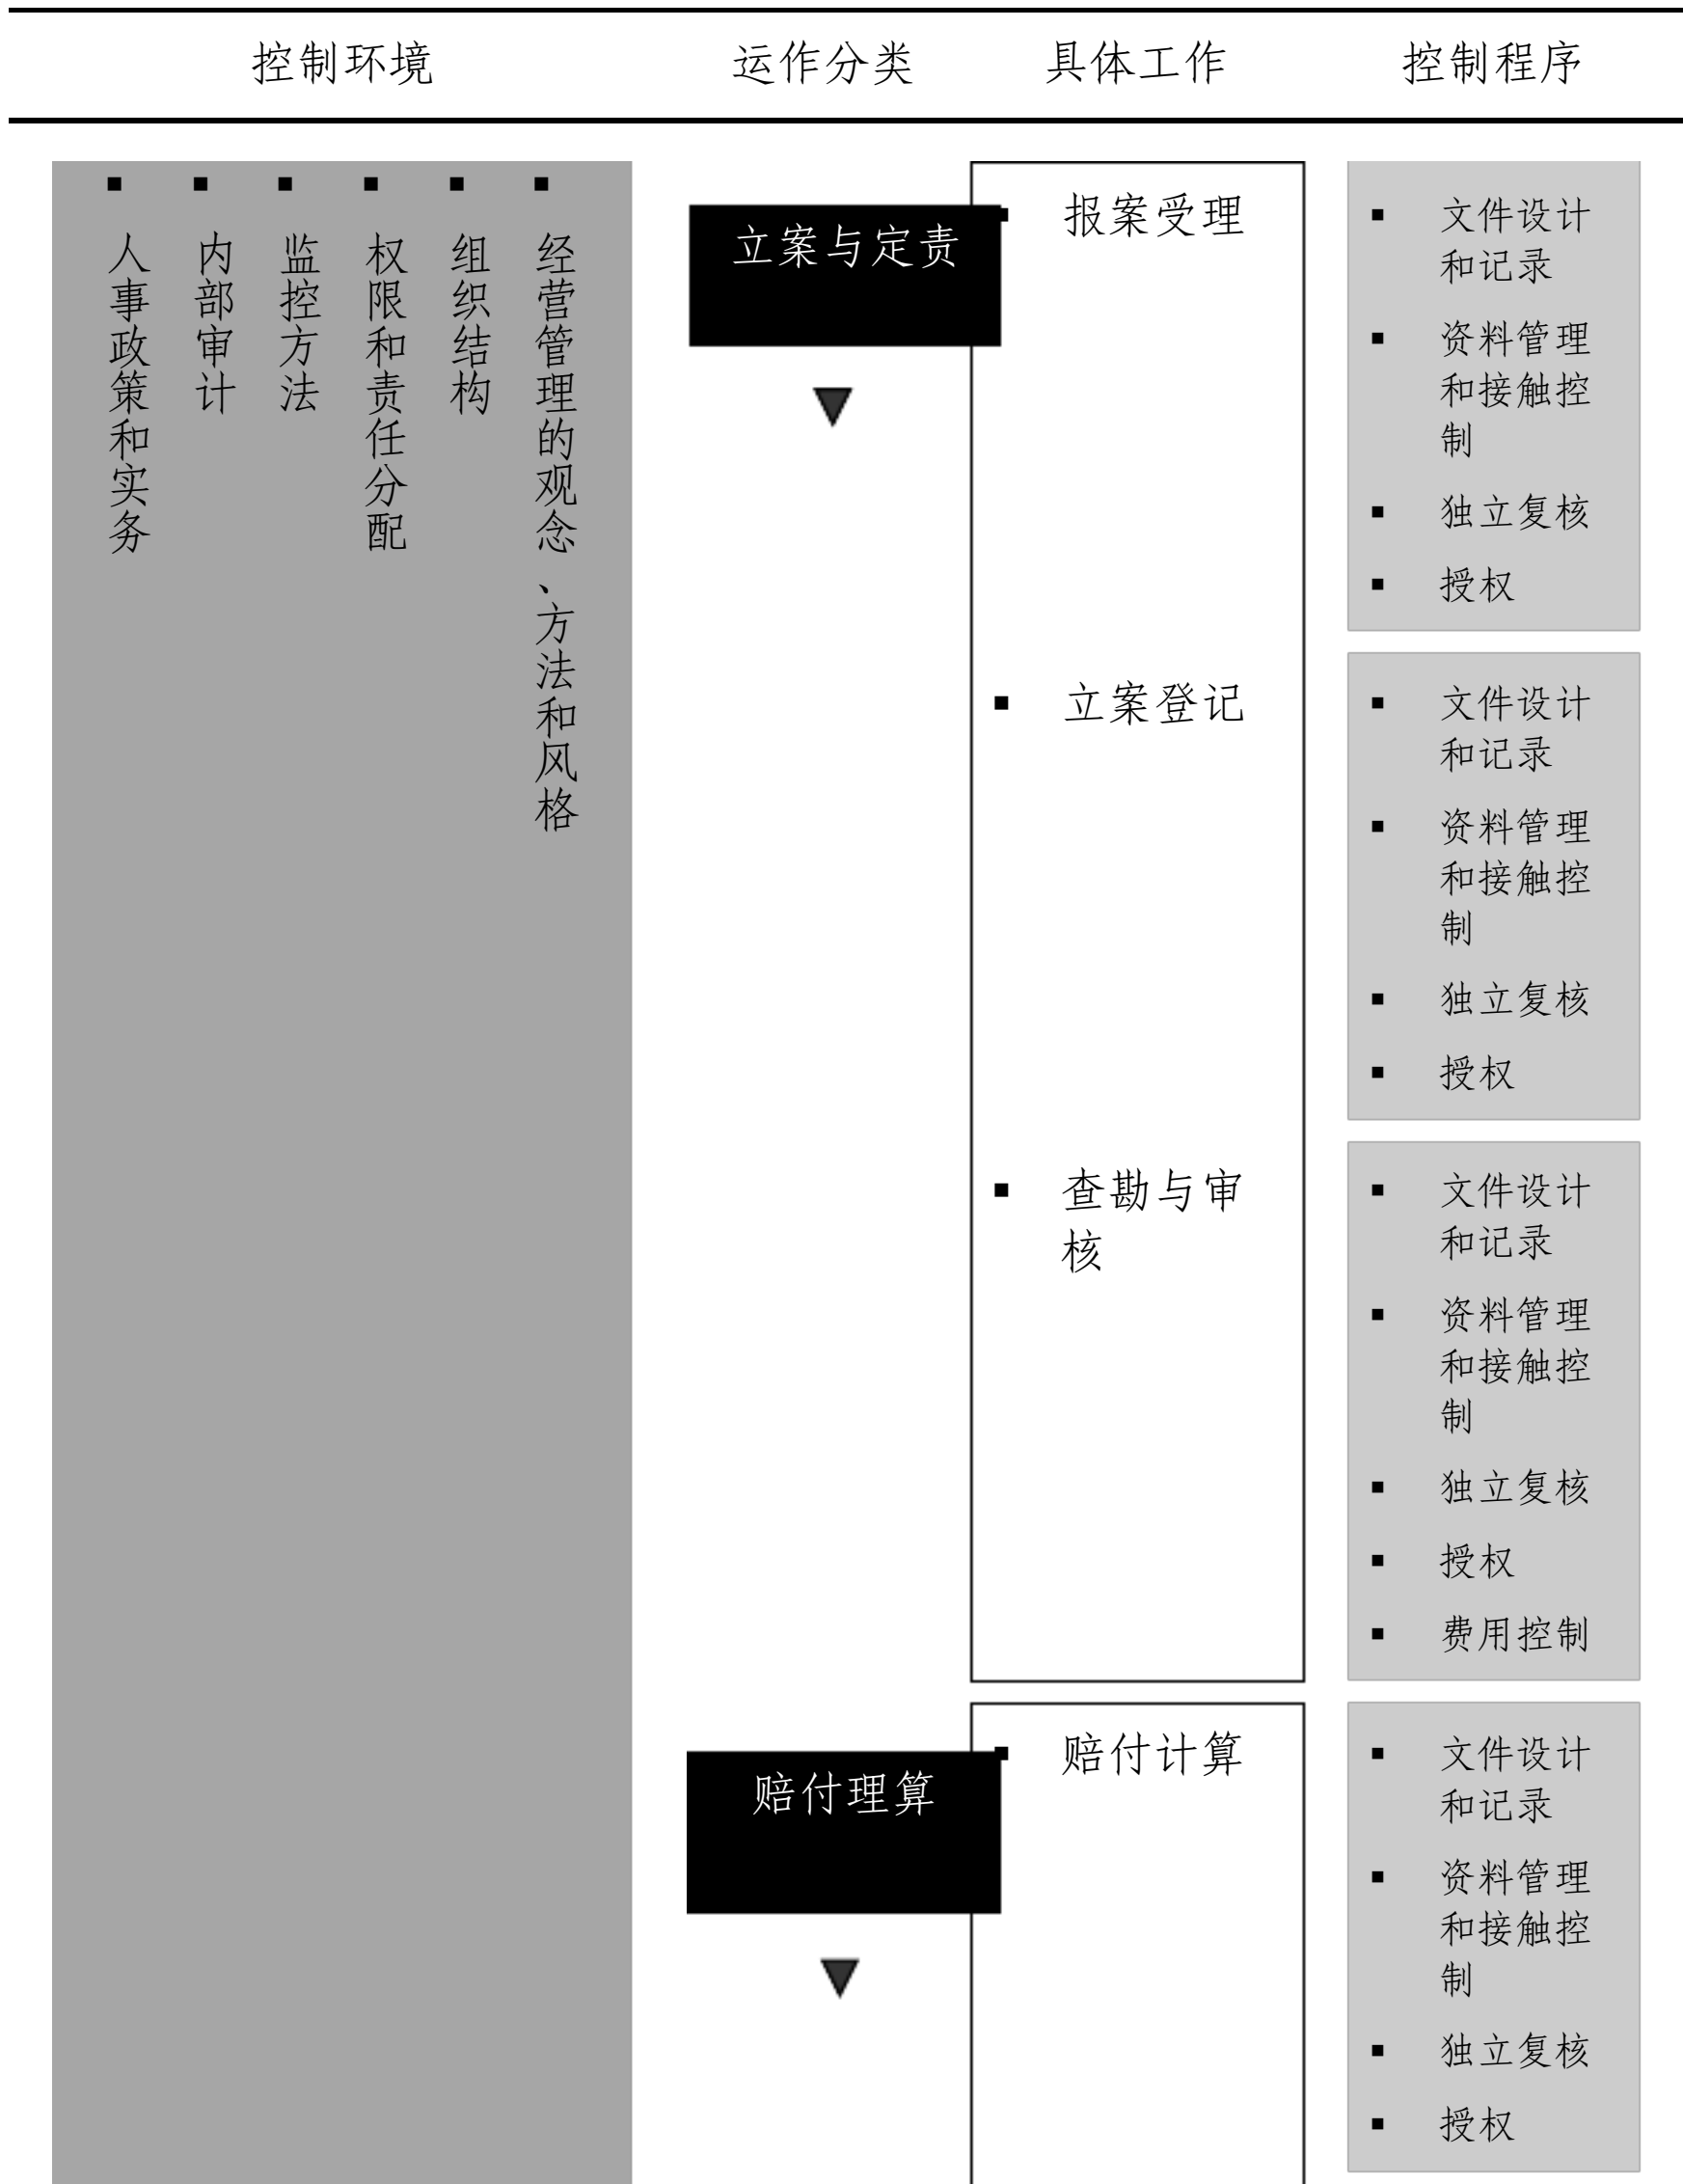 控制环境 运作分类 具体工作 控制程序
经营管理的观念、方法和风格
组织结构
权限和责任分配
监控方法
内部审计
人事政策和实务
立案与定责
报案受理
文件设计
和记录
资料管理
和接触控
制
独立复核
授权
立案登记
文件设计
和记录
资料管理
和接触控
制
独立复核
授权
查勘与审
核
文件设计
和记录
资料管理
和接触控
制
独立复核
授权
费用控制
赔付理算
赔付计算
文件设计
和记录
资料管理
和接触控
制
独立复核
授权